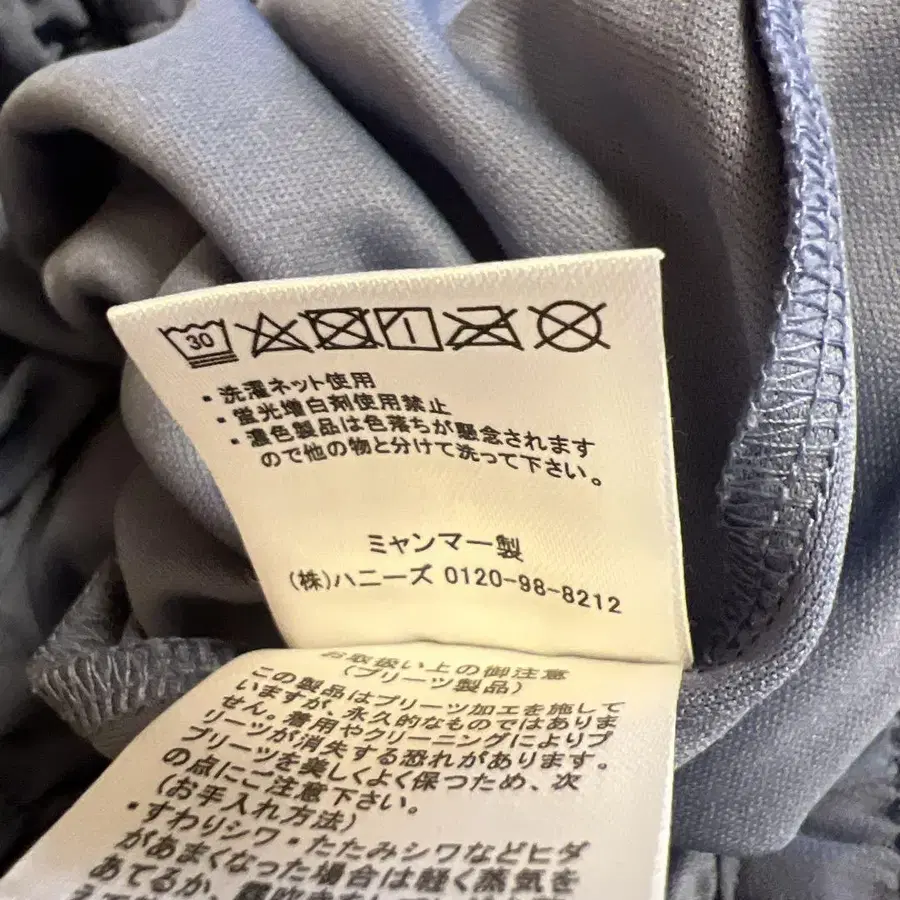 30
・洗濯ネット使用
・蛍光増白剤使用禁止
・濃色製品は色落ちが懸念されます
ので他の物と分けて洗って下さい。
ミャンマー製
(株)ハニーズ 0120-98-8212
お取扱い上の御注意
(プリーツ製品)
この製品はプリーツ加工を施して
いますが、永久的なものではありま
せん。着用やクリーニングによりプ
リーツが消失する恐れがあります。
プリーツを美しくよく保つため、次
の点にご注意下さい。
(お手入れ方法)
・すわりシワ・たたみシワなどヒダ
があまくなった場合は軽く蒸気を
あてるか、霧吹きをして